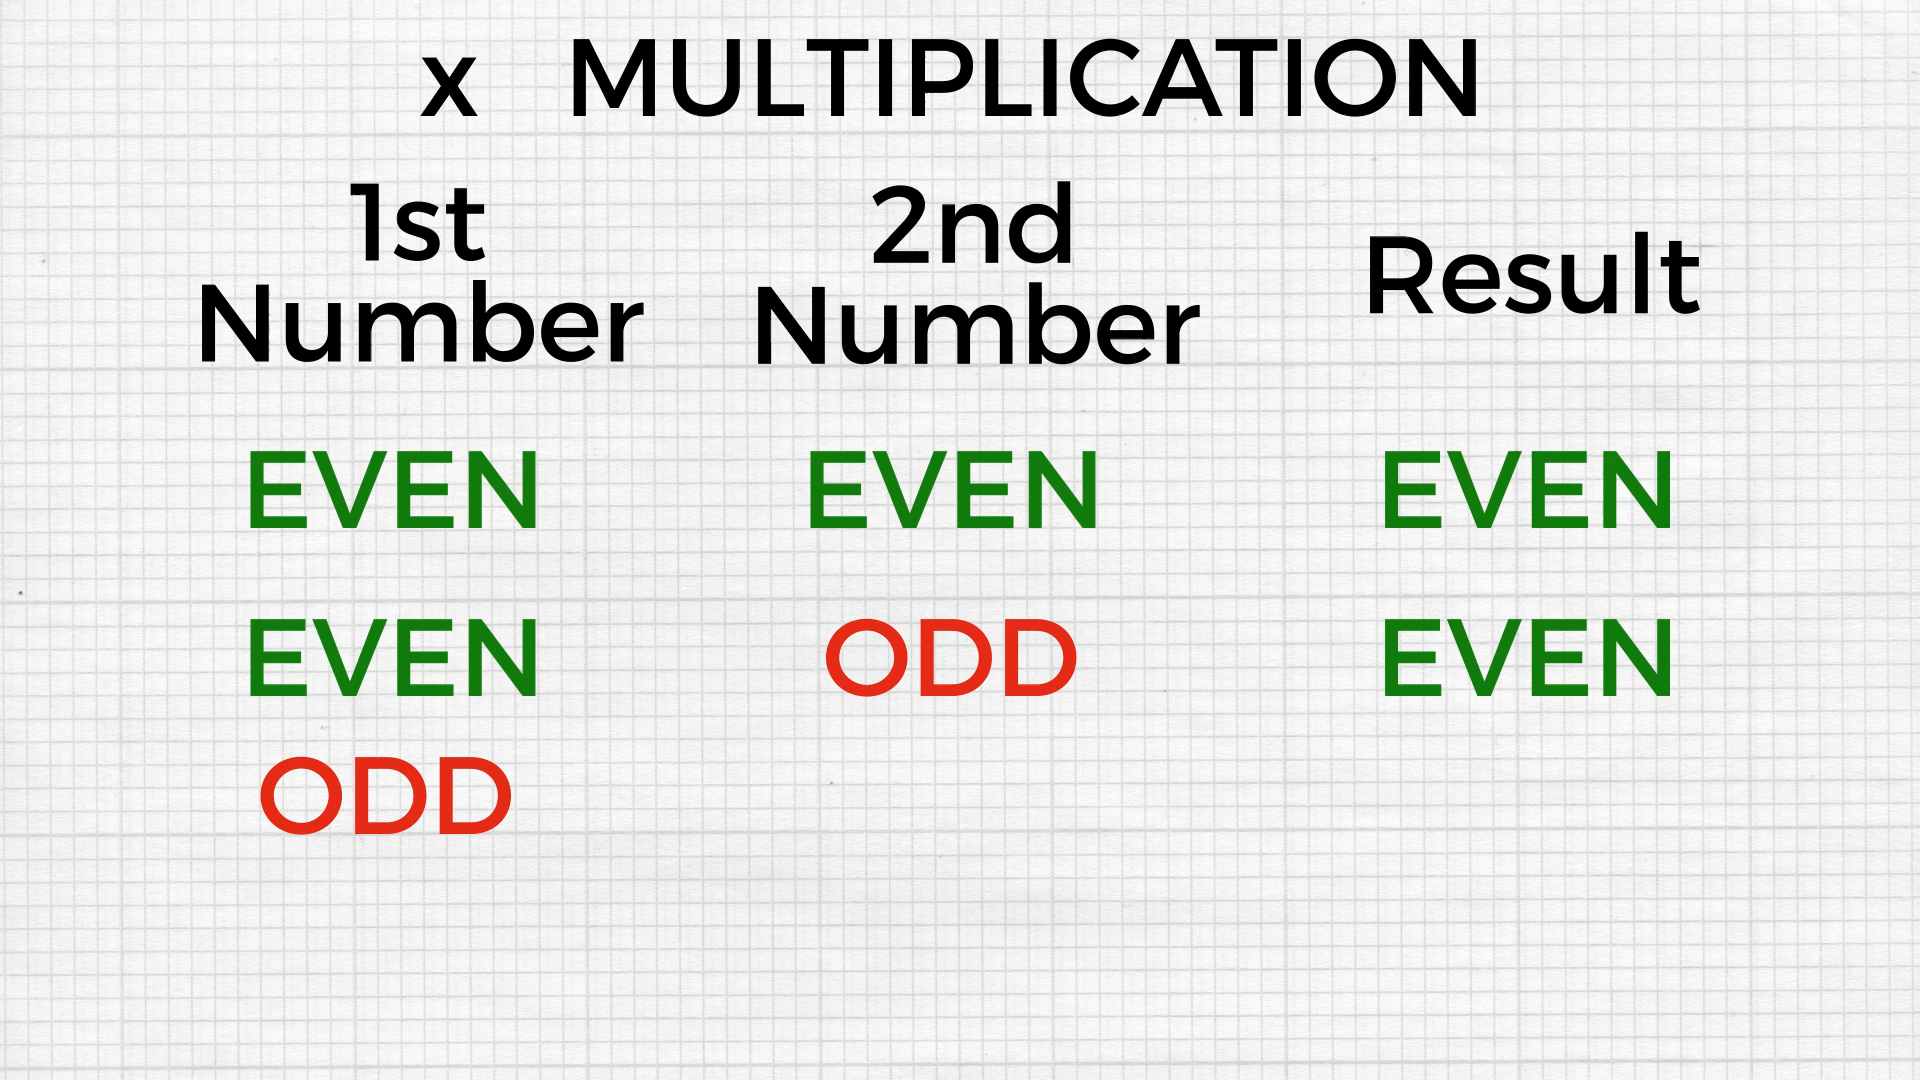 x MULTIPLICATION
1st
Number
2nd
Number
Result
EVEN EVEN EVEN
EVEN ODD EVEN
ODD